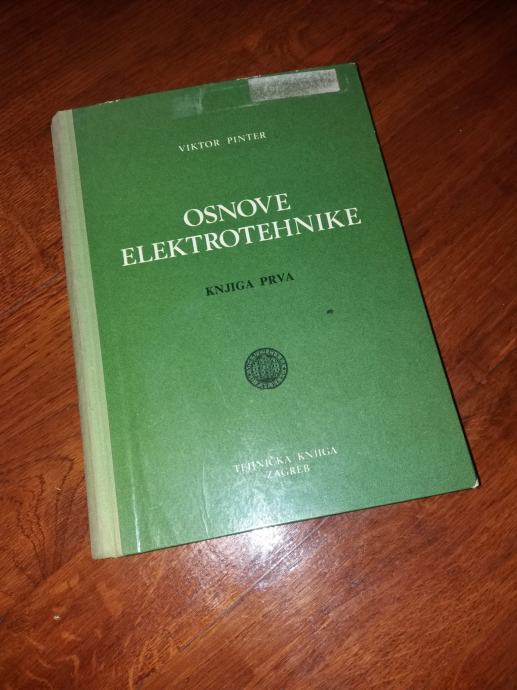 VIKTOR PINTER
OSNOVE
ELEKTROTEHNIKE
KNJIGA PRVA
TEHNIČKA KNJIGA
ZAGREB